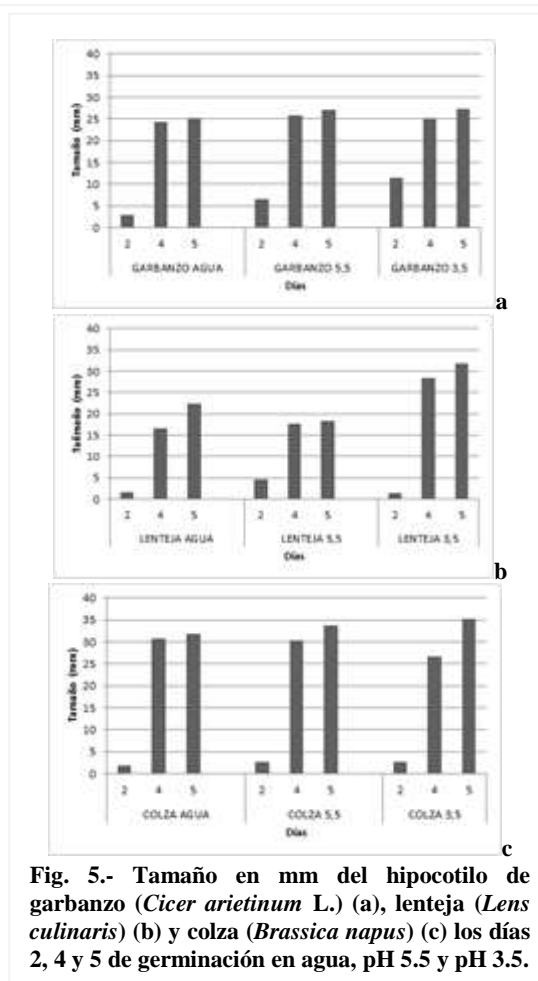 40
35
30
25
20
15
10
5
0
Tamaño (mm)
2 4 5 2 4 5 2 4 5
GARBANZO AGUA GARBANZO 5,5 GARBANZO 3,5
Días
a
40
35
30
25
20
15
10
5
0
(mm)
2 4 5 2 4 5 2 4 5
LENTEJA AGUA LENTEJA 5,5 LENTEJA 3,5
Días
b
40
35
30
25
20
15
10
5
0
Tamaño (mm)
2 4 5 2 4 5 2 4 5
COLZA AGUA COLZA 5,5 COLZA 3,5
Días
c
Fig. 5.- Tamaño en mm del hipocotilo de
garbanzo (Cicer arietinum L.) (a), lenteja (Lens
culinaris) (b) y colza (Brassica napus) (c) los días
2, 4 y 5 de germinación en agua, pH 5.5 y pH 3.5.